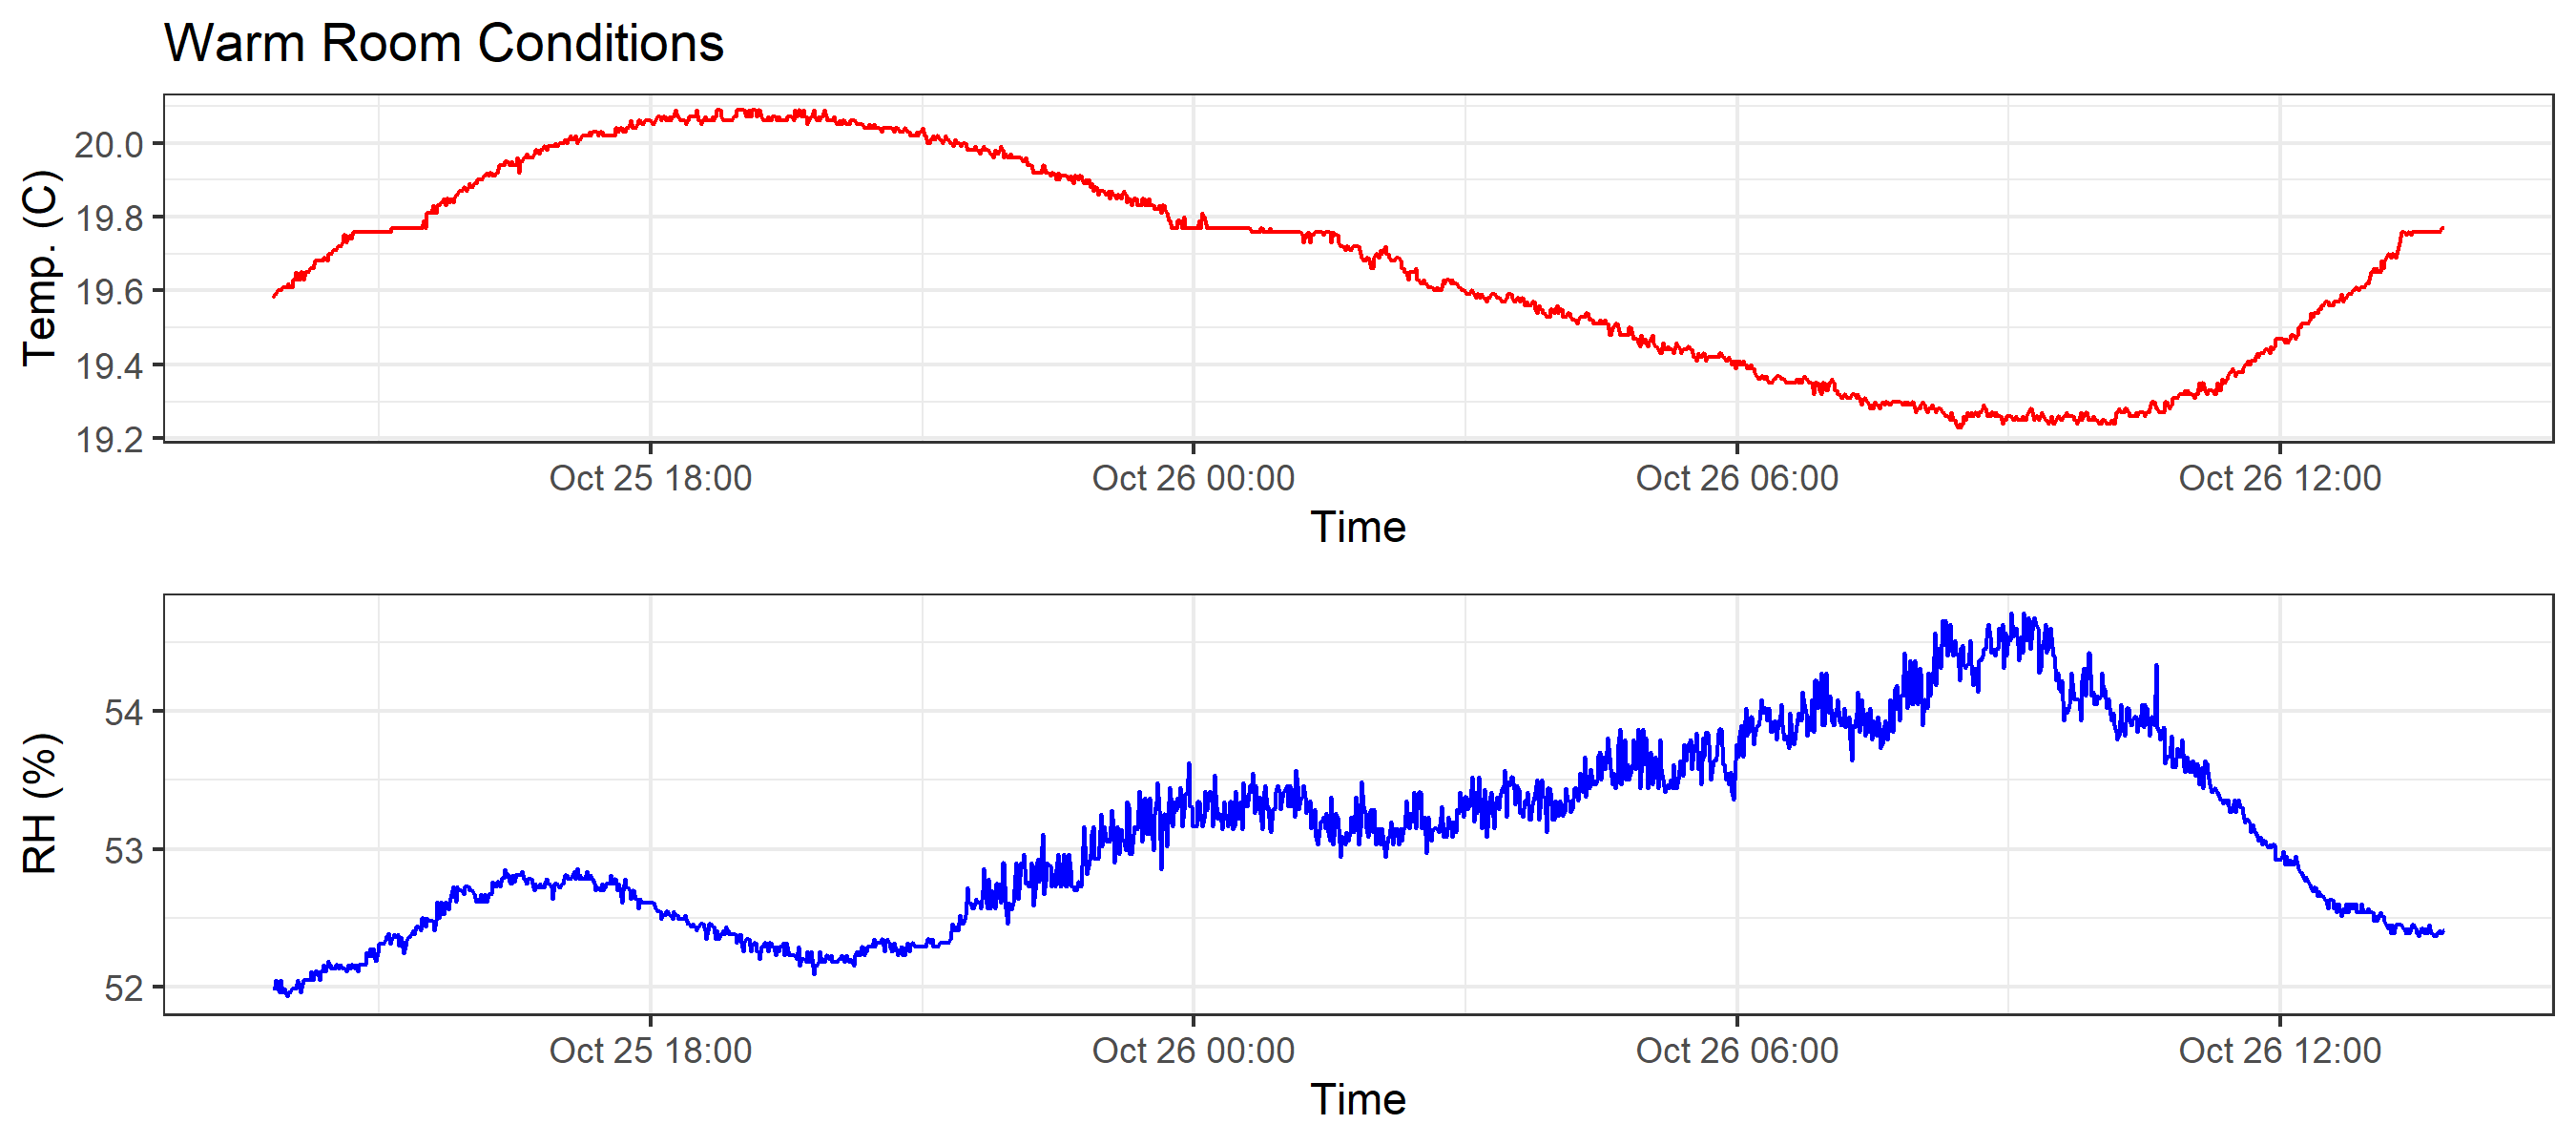 Warm Room Conditions
Temp. (C)
20.0
19.8
19.6
19.4
19.2
Oct 25 18:00 Oct 26 00:00 Oct 26 06:00 Oct 26 12:00
Time
RH (%)
54
53
52
Oct 25 18:00 Oct 26 00:00 Oct 26 06:00 Oct 26 12:00
Time